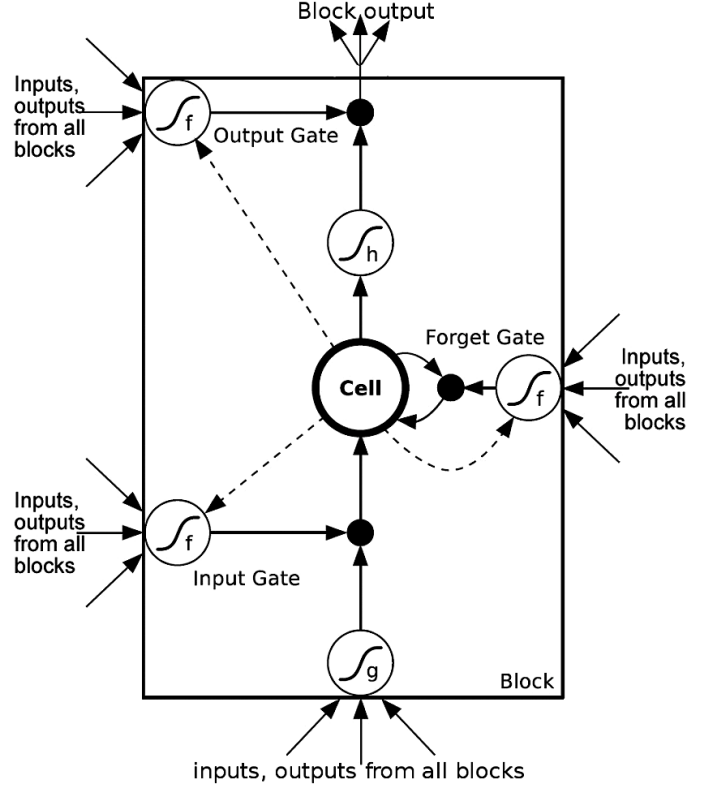 Block output
Inputs,
outputs
from all
blocks
f
Output Gate
h
Forget Gate
Cell
f
Inputs,
outputs
from all
blocks
Inputs,
outputs
from all
blocks
f
Input Gate
g
Block
inputs, outputs from all blocks